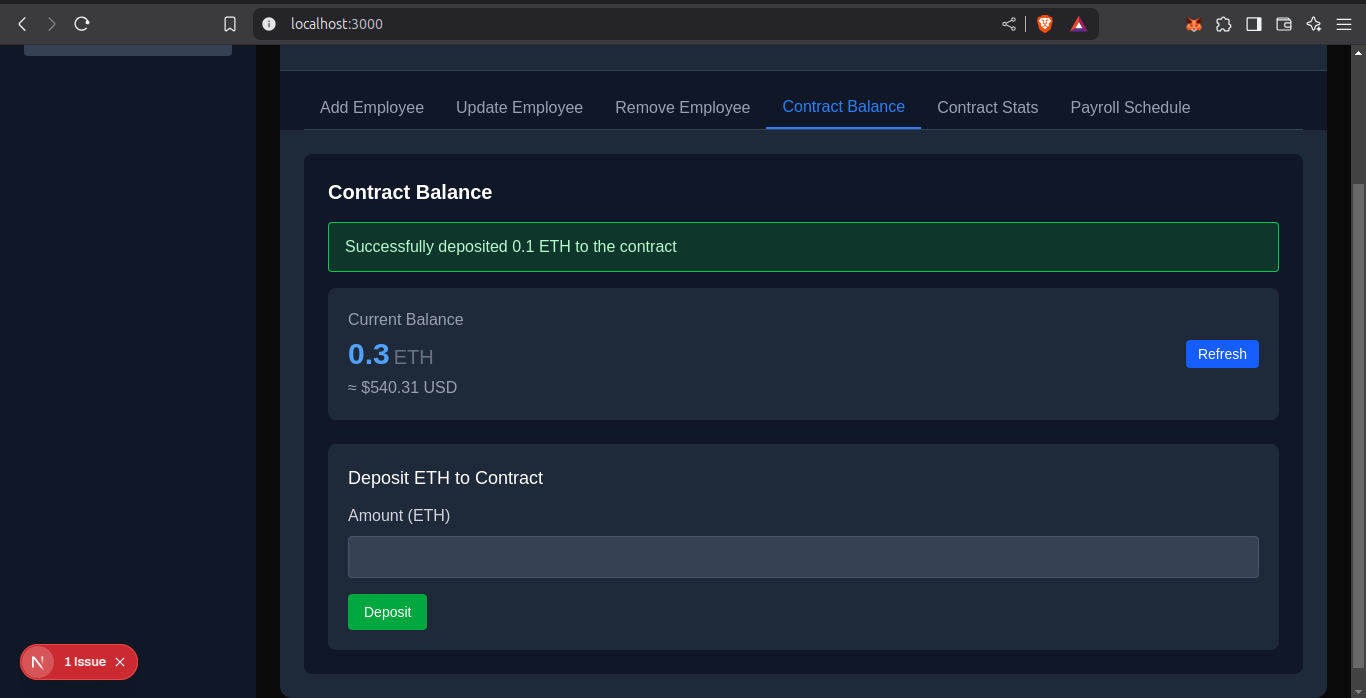 localhost:3000
Add Employee Update Employee Remove Employee Contract Balance Contract Stats Payroll Schedule
Contract Balance
Successfully deposited 0.1 ETH to the contract
Current Balance
0.3 ETH
≈ $540.31 USD
Refresh
Deposit ETH to Contract
Amount (ETH)
Deposit
N 1 Issue